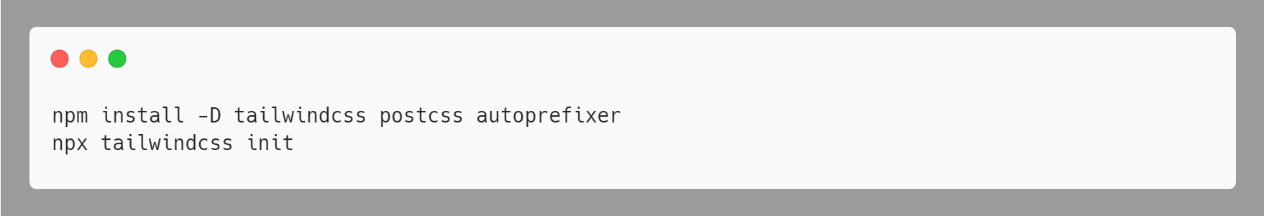 npm install -D tailwindcss postcss autoprefixer
npx tailwindcss init